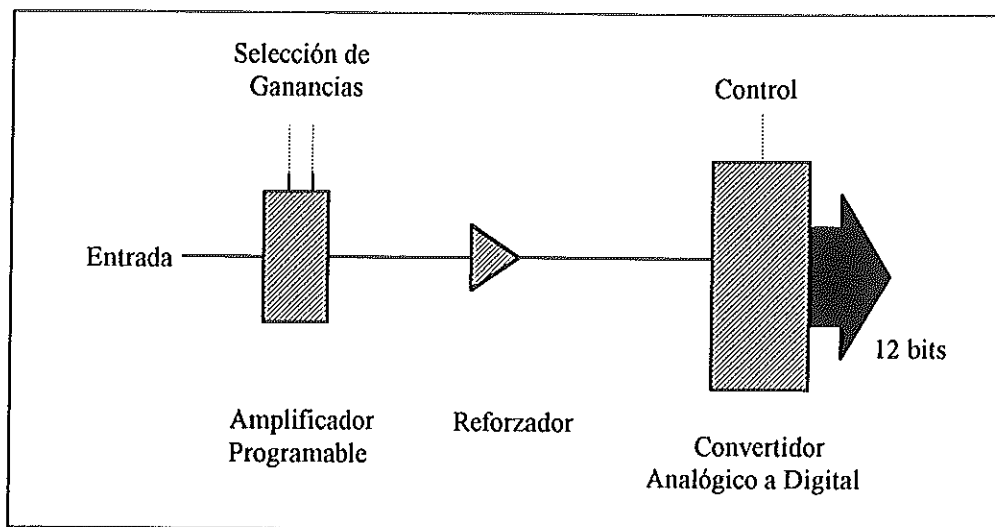 Selección de
Ganancias
Control
Entrada
12 bits
Amplificador
Programable
Reforzador
Convertidor
Analógico a Digital